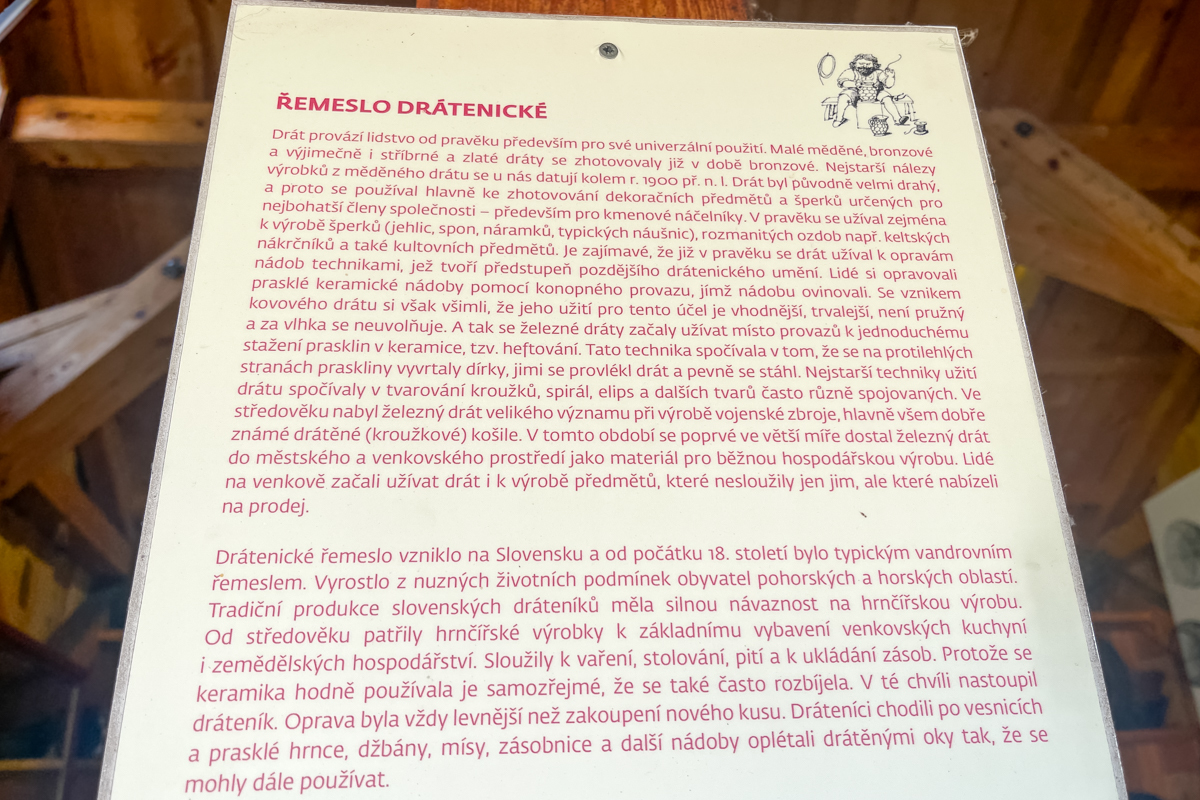 ŘEMESLO DRÁTENICKÉ
Drát provází lidstvo od pravěku především pro své univerzální použití. Malé měděné, bronzové
a výjimečně i stříbrné a zlaté dráty se zhotovovaly již v době bronzové. Nejstarší nálezy
výrobků z měděného drátu se u nás datují kolem r. 1900 př. n. l. Drát byl původně velmi drahý,
a proto se používal hlavně ke zhotovování dekoračních předmětů a šperků určených pro
nejbohatší členy společnosti – především pro kmenové náčelníky. V pravěku se užíval zejména
k výrobě šperků (jehlic, spon, náramků, typických náušnic), rozmanitých ozdob např. keltských
nákrčníků a také kultovních předmětů. Je zajímavé, že již v pravěku se drát užíval k opravám
nádob technikami, jež tvoří předstupeň pozdějšího drátenického umění. Lidé si opravovali
prasklé keramické nádoby pomocí konopného provazu, jímž nádobu ovinovali. Se vznikem
kovového drátu si však všimli, že jeho užití pro tento účel je vhodnější, trvalejší, není pružný
a za vlhka se neuvolňuje. A tak se železné dráty začaly užívat místo provazů k jednoduchému
stažení prasklin v keramice, tzv. heftování. Tato technika spočívala v tom, že se na protilehlých
stranách praskliny vyvrtaly dírky, jimi se provlékl drát a pevně se stáhl. Nejstarší techniky užití
drátu spočívaly v tvarování kroužků, spirál, elips a dalších tvarů často různě spojovaných. Ve
středověku nabyl železný drát velikého významu při výrobě vojenské zbroje, hlavně všem dobře
známé drátěné (kroužkové) košile. V tomto období se poprvé ve větší míře dostal železný drát
do městského a venkovského prostředí jako materiál pro běžnou hospodářskou výrobu. Lidé
na venkově začali užívat drát i k výrobě předmětů, které nesloužily jen jim, ale které nabízeli
na prodej.
Drátenické řemeslo vzniklo na Slovensku a od počátku 18. století bylo typickým vandrovním
řemeslem. Vyrostlo z nuzných životních podmínek obyvatel pohorských a horských oblastí.
Tradiční produkce slovenských dráteníků měla silnou návaznost na hrnčířskou výrobu.
Od středověku patřily hrnčířské výrobky k základnímu vybavení venkovských kuchyní
i zemědělských hospodářství. Sloužily k vaření, stolování, pití a k ukládání zásob. Protože se
keramika hodně používala je samozřejmé, že se také často rozbíjela. V té chvíli nastoupil
dráteník. Oprava byla vždy levnější než zakoupení nového kusu. Dráteníci chodili po vesnicích
a prasklé hrnce, džbány, mísy, zásobnice a další nádoby oplétali drátěnými oky tak, že se
mohly dále používat.